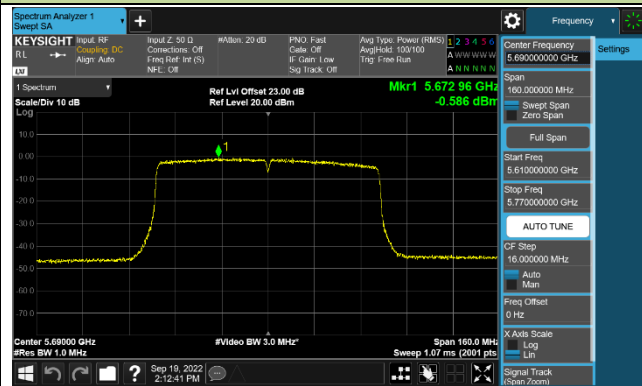 Spectrum Analyzer 1
Swept SA
Frequency
KEYSIGHT
Input: RF
Input Z: 50 Ω
#Atten: 20 dB
PNO: Fast
Avg Type: Power (RMS)
1 2 3 4 5 6
RL
Coupling: DC
Corrections: Off
Gate: Off
Avg|Hold: 100/100
A W W W W W
Align: Auto
Freq Ref: Int (S)
IF Gain: Low
Trig: Free Run
NFE: Off
Sig Track: Off
A N N N N N
LXI
1 Spectrum
Scale/Div 10 dB
Log
Ref Lvl Offset 23.00 dB
Ref Level 20.00 dBm
Mkr1 5.672 96 GHz
-0.586 dBm
1
10.0
0.00
-10.0
-20.0
-30.0
-40.0
-50.0
-60.0
-70.0
Center 5.69000 GHz
#Video BW 3.0 MHz*
Span 160.0 MHz
#Res BW 1.0 MHz
Sweep 1.07 ms (2001 pts)
Sep 19, 2022
2:12:41 PM
Center Frequency
5.690000000 GHz
Settings
Span
160.000000 MHz
Swept Span
Zero Span
Full Span
Start Freq
5.610000000 GHz
Stop Freq
5.770000000 GHz
AUTO TUNE
CF Step
16.000000 MHz
Auto
Man
Freq Offset
0 Hz
X Axis Scale
Log
Lin
Signal Track
(Span Zoom)